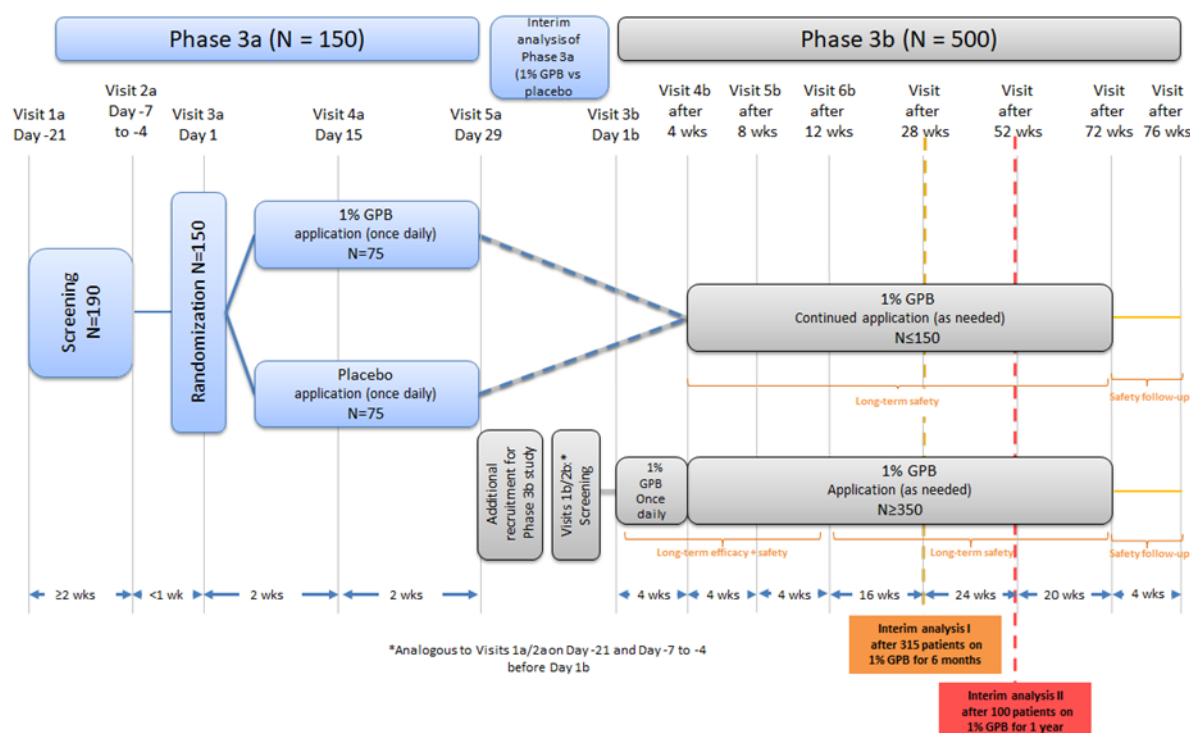 Phase 3a (N = 150)
Interim
analysis of
Phase 3a
(1% GPB vs
placebo
Phase 3b (N = 500)
Visit 1a
Day -21
Visit 2a
Day -7
to -4
Visit 3a
Day 1
Visit 4a
Day 15
Visit 5a
Day 29
Visit 3b
Day 1b
Visit 4b
after
4 wks
Visit 5b
after
8 wks
Visit 6b
after
12 wks
Visit
after
28 wks
Visit
after
52 wks
Visit
after
72 wks
Visit
after
76 wks
Screening
N=190
Randomization N=150
1% GPB
application (once daily)
N=75
Placebo
application (once daily)
N=75
1% GPB
Continued application (as needed)
N≤150
Long-term safety
Safety follow-up
Additional
recruitment for
Phase 3b study
Visits 1b/2b:*
Screening
1%
GPB
Once
daily
1% GPB
Application (as needed)
N≥350
Long-term efficacy + safety
Long-term safety
Safety follow-up
≥2 wks
<1 wk
2 wks
2 wks
4 wks
4 wks
4 wks
16 wks
24 wks
20 wks
4 wks
*Analogous to Visits 1a/2a on Day -21 and Day -7 to -4
before Day 1b
Interim analysis I
after 315 patients on
1% GPB for 6 months
Interim analysis II
after 100 patients on
1% GPB for 1 year